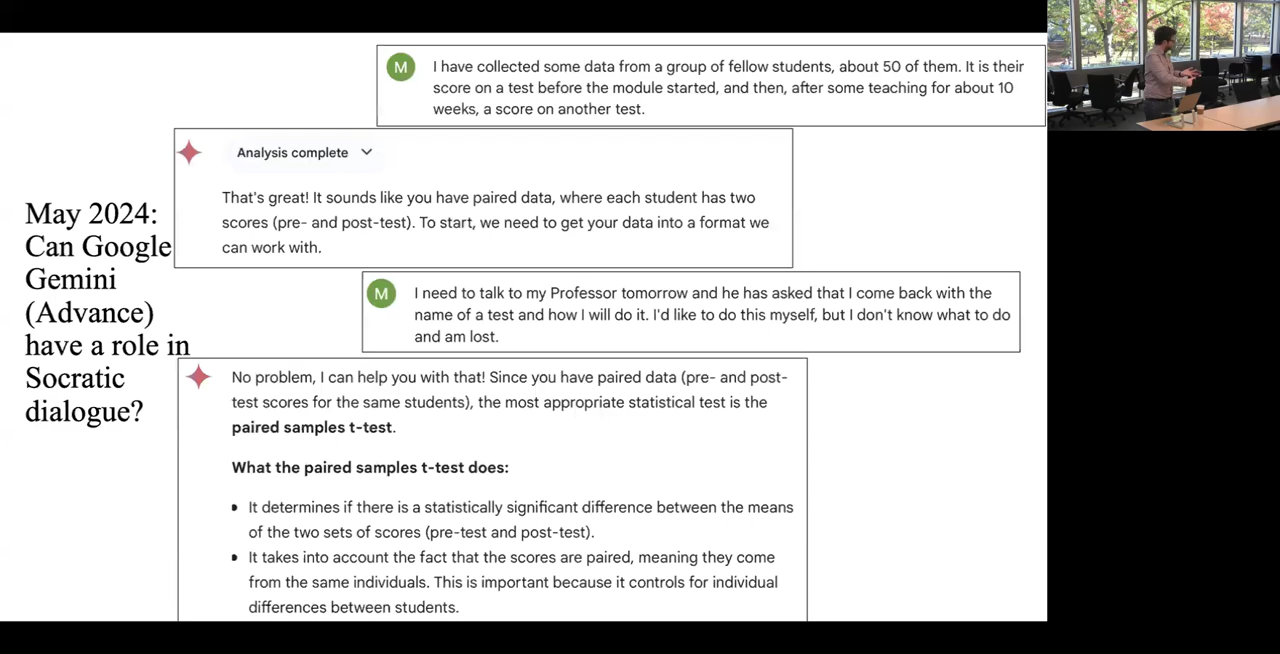 May 2024:
Can Google
Gemini
(Advance)
have a role in
Socratic
dialogue?
M
I have collected some data from a group of fellow students, about 50 of them. It is their
score on a test before the module started, and then, after some teaching for about 10
weeks, a score on another test.
Analysis complete
That's great! It sounds like you have paired data, where each student has two
scores (pre- and post-test). To start, we need to get your data into a format we
can work with.
M
I need to talk to my Professor tomorrow and he has asked that I come back with the
name of a test and how I will do it. I'd like to do this myself, but I don't know what to do
and am lost.
No problem, I can help you with that! Since you have paired data (pre- and post-
test scores for the same students), the most appropriate statistical test is the
paired samples t-test.
What the paired samples t-test does:
• It determines if there is a statistically significant difference between the means
of the two sets of scores (pre-test and post-test).
• It takes into account the fact that the scores are paired, meaning they come
from the same individuals. This is important because it controls for individual
differences between students.